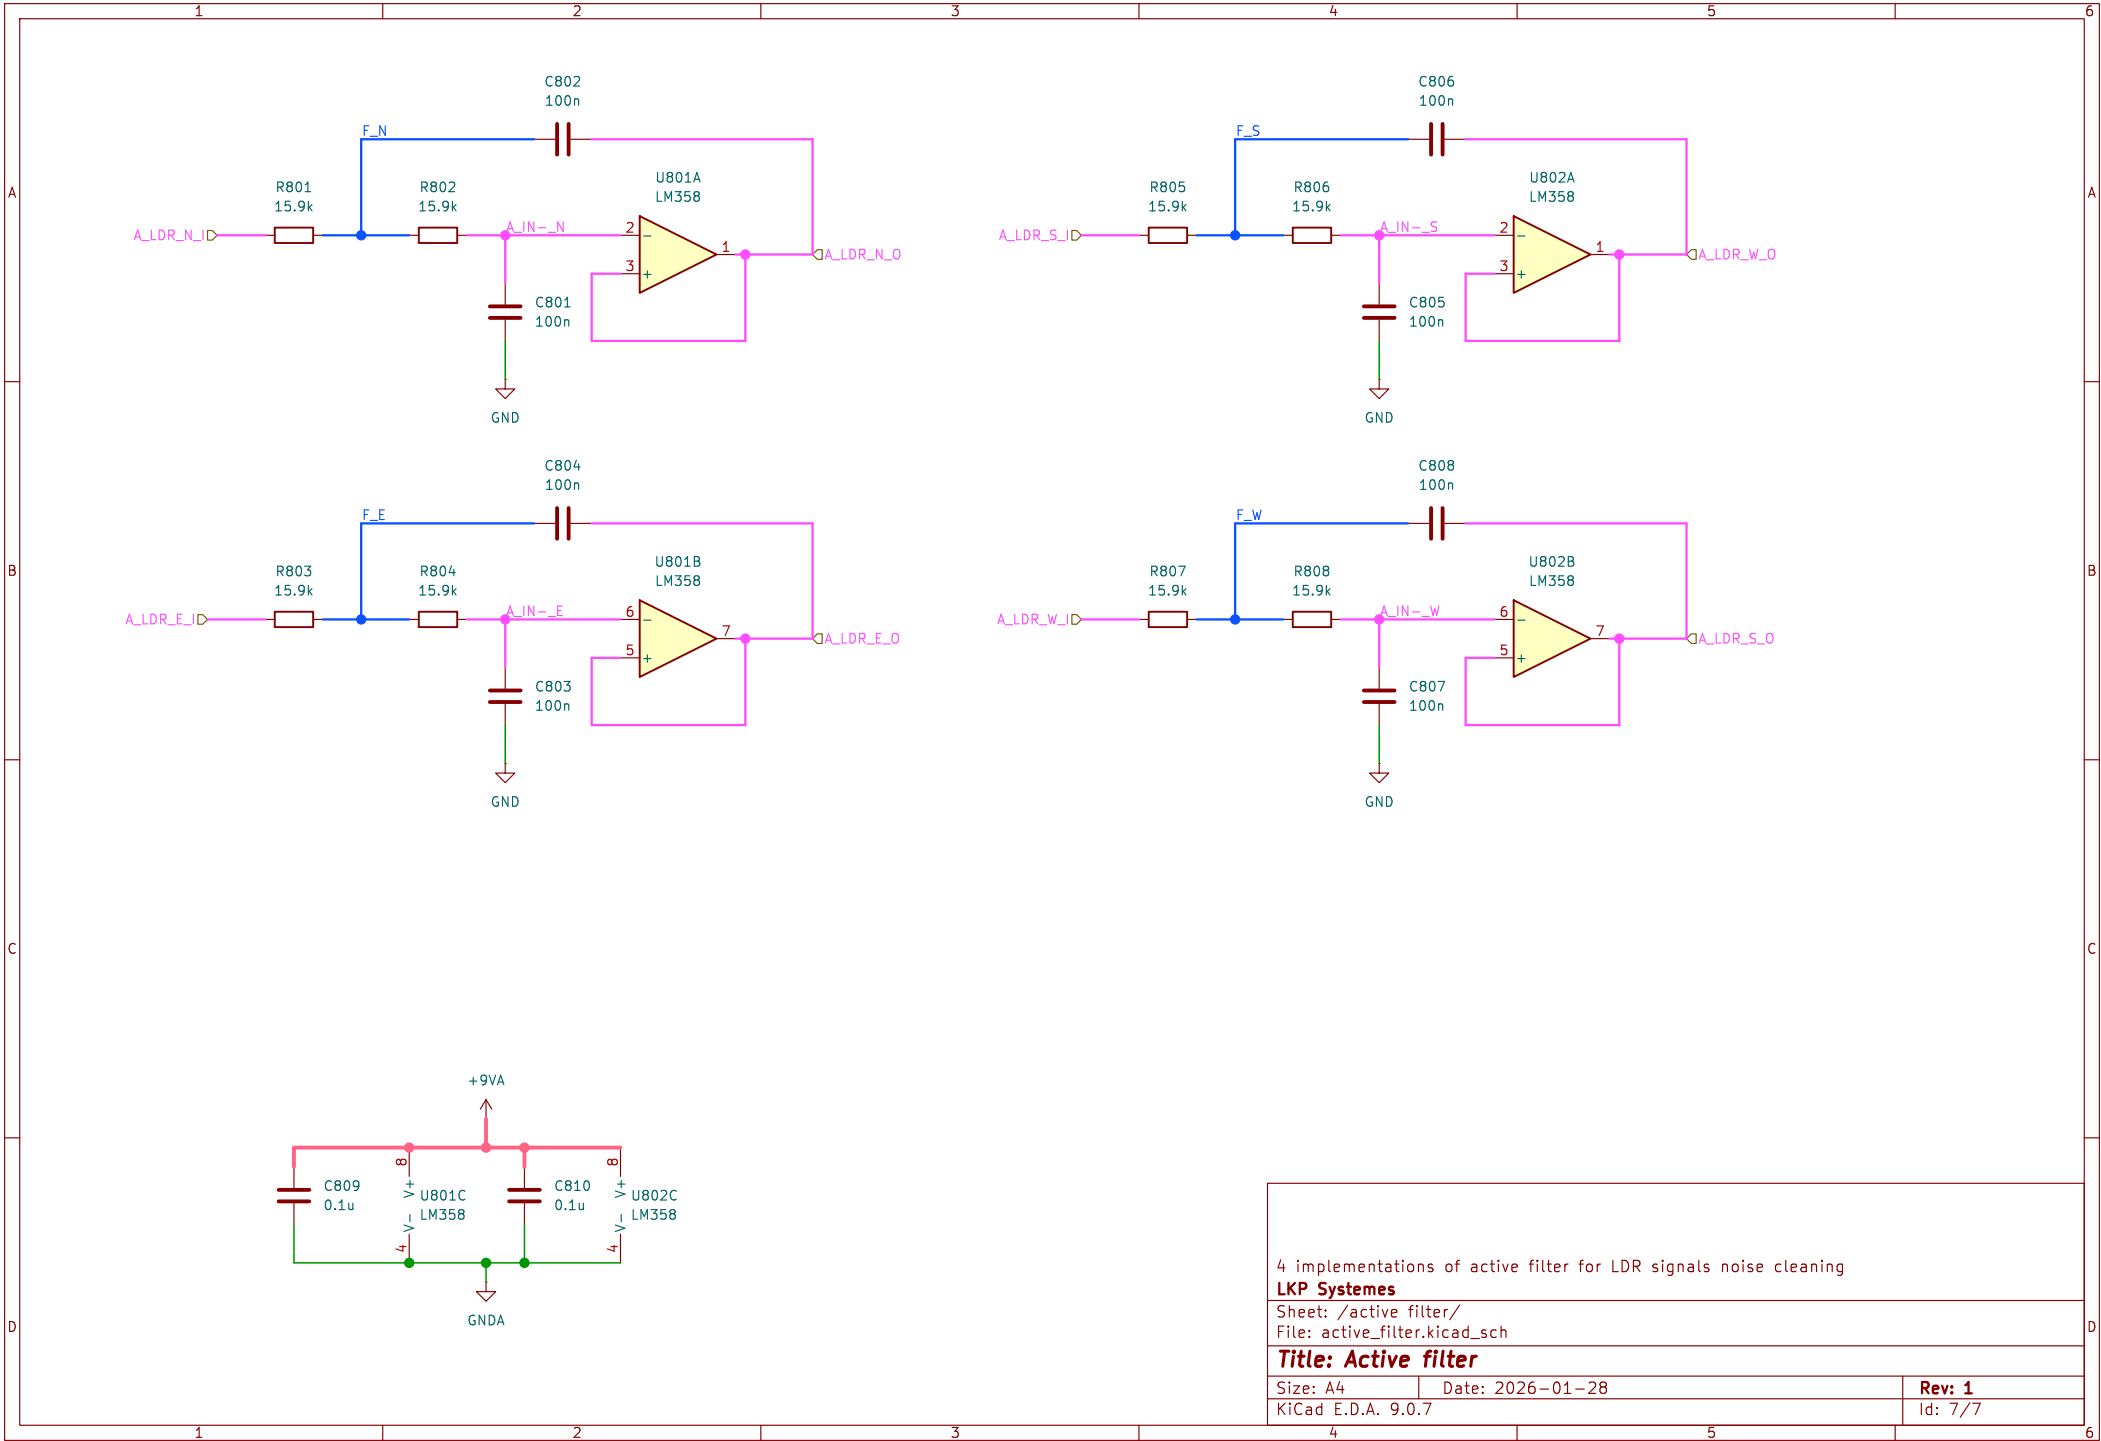 1 2 3 4 5 6
A
B
C
D
C802
100n
F_N
R801
15.9k
R802
15.9k
U801A
LM358
A_LDR_N_I
A_IN-_N
2
-
3
+
1
A_LDR_N_O
C801
100n
GND
C806
100n
F_S
R805
15.9k
R806
15.9k
U802A
LM358
A_LDR_S_I
A_IN-_S
2
-
3
+
1
A_LDR_W_O
C805
100n
GND
C804
100n
F_E
R803
15.9k
R804
15.9k
U801B
LM358
A_LDR_E_I
A_IN-_E
6
-
5
+
7
A_LDR_E_O
C803
100n
GND
C808
100n
F_W
R807
15.9k
R808
15.9k
U802B
LM358
A_LDR_W_I
A_IN-_W
6
-
5
+
7
A_LDR_S_O
C807
100n
GND
+9VA
C809
0.1u
8
V+
V-
4
U801C
LM358
C810
0.1u
8
V+
V-
4
U802C
LM358
GNDA
4 implementations of active filter for LDR signals noise cleaning
LKP Systemes
Sheet: /active filter/
File: active_filter.kicad_sch
Title: Active filter
Size: A4 Date: 2026-01-28 Rev: 1
KiCad E.D.A. 9.0.7 Id: 7/7
A
B
C
D
1 2 3 4 5 6